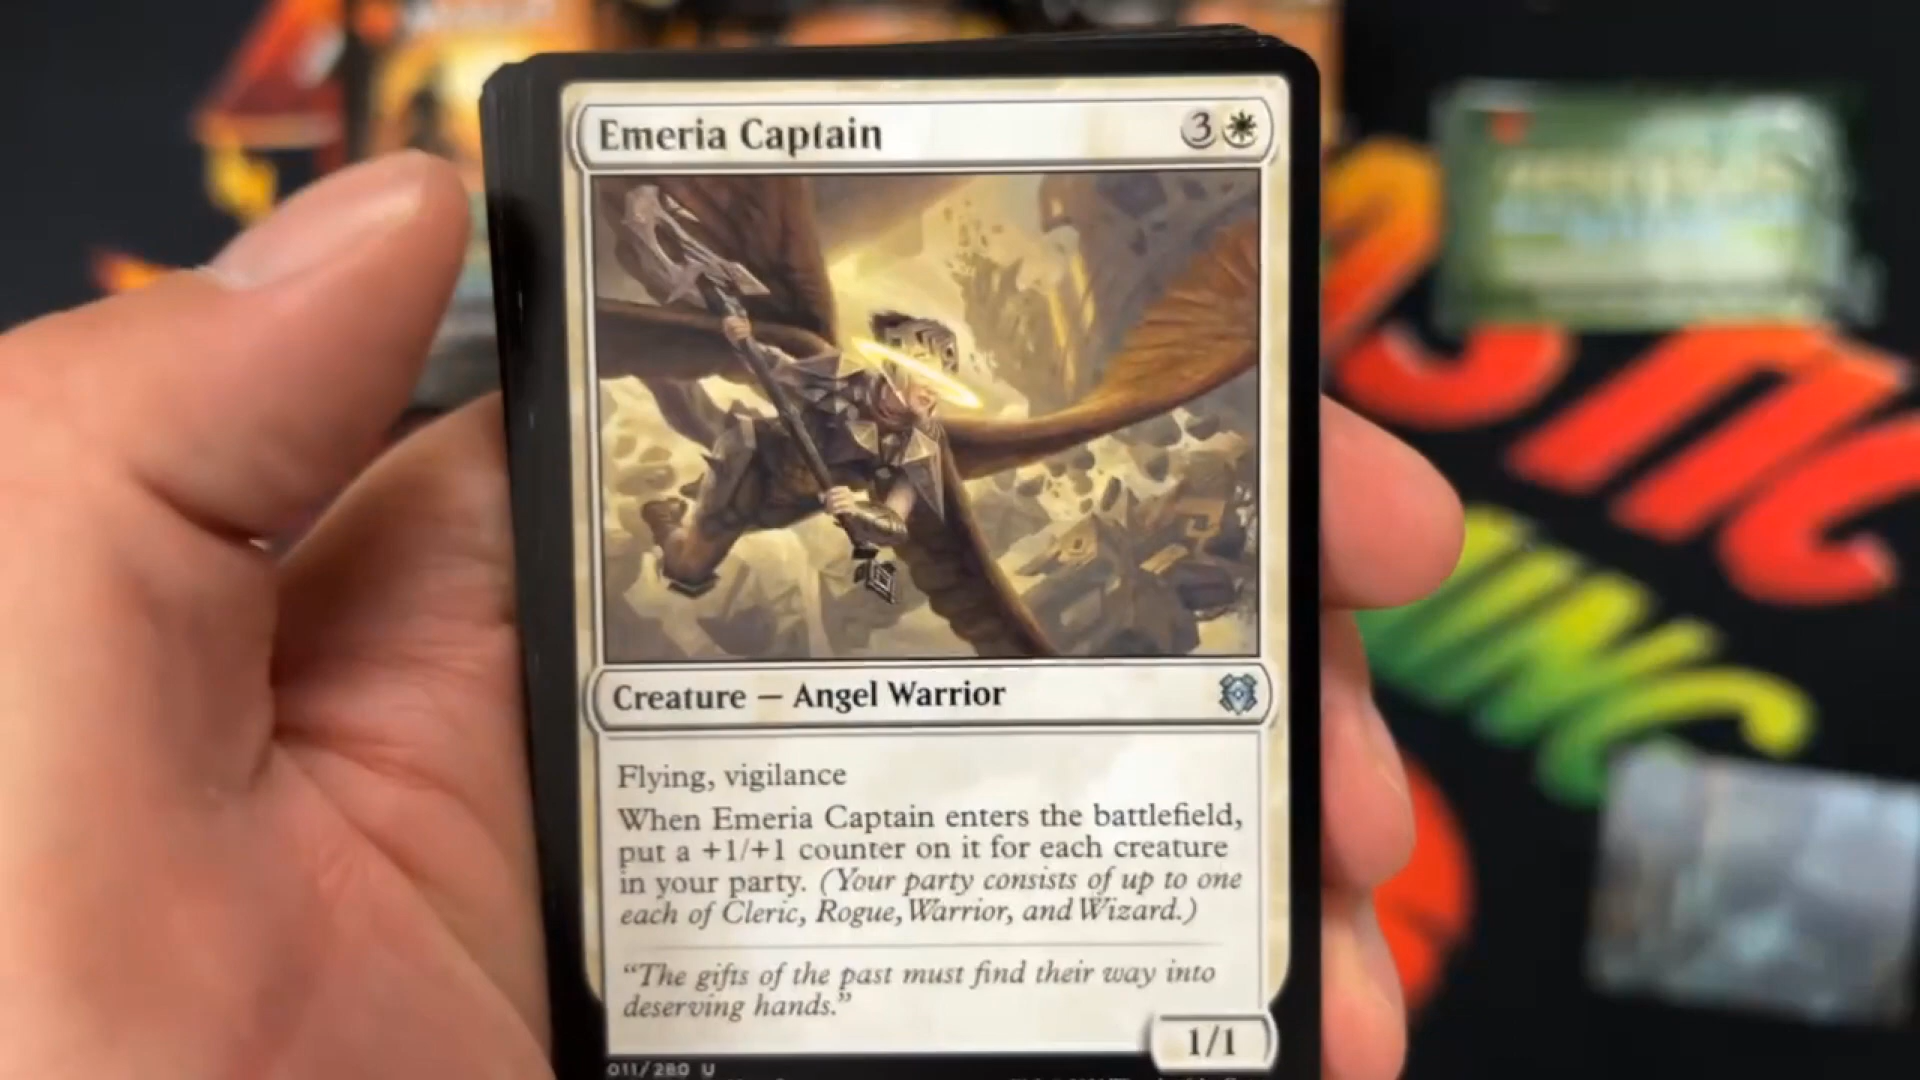 Emeria Captain 3
Creature — Angel Warrior
Flying, vigilance
When Emeria Captain enters the battlefield,
put a +1/+1 counter on it for each creature
in your party. (Your party consists of up to one
each of Cleric, Rogue, Warrior, and Wizard.)
“The gifts of the past must find their way into
deserving hands.”
1/1
011/280 U